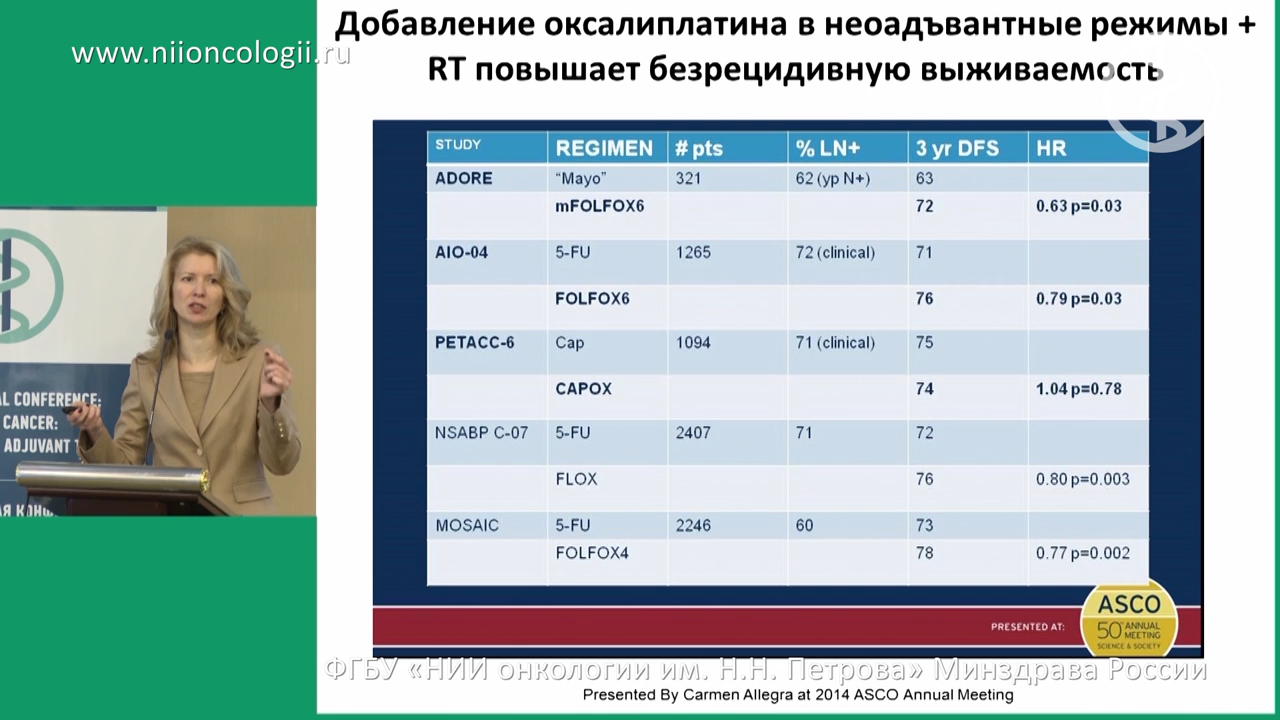 Добавление оксалиплатина в неоадъвантные режимы +
RT повышает безрецидивную выживаемость
www.niioncologii.ru
STUDY REGIMEN # pts % LN+ 3 yr DFS HR
ADORE “Mayo” 321 62 (yp N+) 63
mFOLFOX6 72 0.63 p=0.03
AIO-04 5-FU 1265 72 (clinical) 71
FOLFOX6 76 0.79 p=0.03
PETACC-6 Cap 1094 71 (clinical) 75
CAPOX 74 1.04 p=0.78
NSABP C-07 5-FU 2407 71 72
FLOX 76 0.80 p=0.003
MOSAIC 5-FU 2246 60 73
FOLFOX4 78 0.77 p=0.002
PRESENTED AT:
ASCO
50th ANNUAL
MEETING
SCIENCE & SOCIETY
ФГБУ «НИИ онкологии им. Н.Н. Петрова» Минздрава России
Presented By Carmen Allegra at 2014 ASCO Annual Meeting
L CONFERENCE:
CANCER:
ADJUVANT